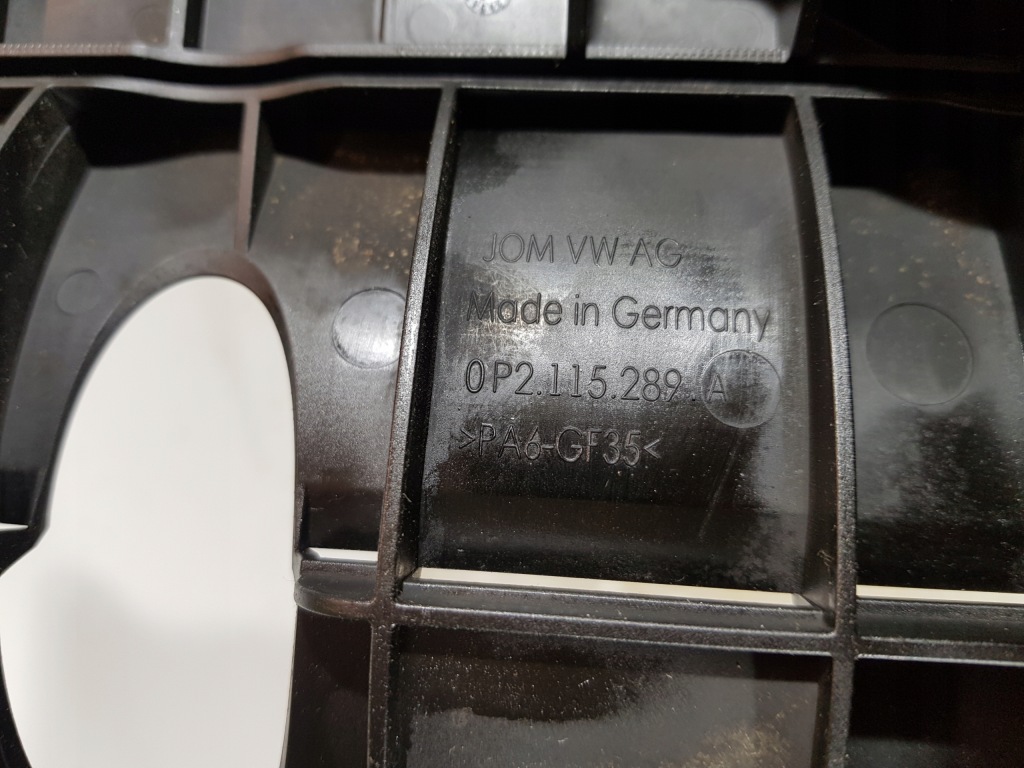 JOM VW AG
Made in Germany
0P2.115.289.A
>PA6-GF35<